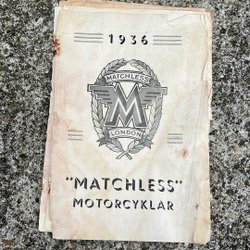 1936
MATCHLESS
M
LONDON
"MATCHLESS"
MOTORCYKLAR